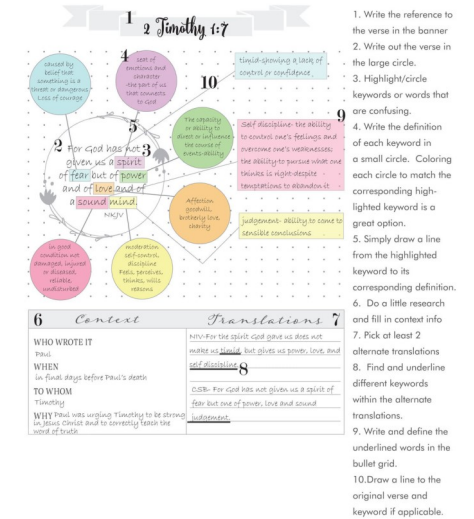 1
2 Timothy 1:7
caused by
belief that
something is a
threat or dangerous
Loss of courage
4
seat of
emotions and
character
-the part of us
that connects
to God
10
timid-showing a lack of
control or confidence
The capability
or ability to
direct or influence
the course of
events-ability
9
Self discipline- the ability
to control one's feelings and
overcome one's weaknesses;
the ability to pursue what one
thinks is right despite
temptations to abandon it
5
2
3
For God has not
given us a spirit
of fear but of power
and of love and of
a sound mind.
NKJV
Affection
goodwill,
brotherly love,
charity
judgement- ability to come to
sensible conclusions
in good
condition not
damaged, injured
or diseased,
reliable,
undisturbed
moderation
self-control,
discipline
Feels, perceives,
thinks, wills
reasons
6 Context
WHO WROTE IT
Paul
WHEN
in final days before Paul's death
TO WHOM
Timothy
WHY Paul was urging Timothy to be strong
in Jesus Christ and to correctly teach the
word of truth
Translations 7
NIV-For the spirit God gave us does not
make us timid, but gives us power, love, and
self discipline.
8
CSB- For God has not given us a spirit of
fear but one of power, love and sound
judgement.
1. Write the reference to
the verse in the banner
2. Write out the verse in
the large circle.
3. Highlight/circle
keywords or words that
are confusing.
4. Write the definition
of each keyword in
a small circle. Coloring
each circle to match the
corresponding high-
lighted keyword is a
great option.
5. Simply draw a line
from the highlighted
keyword to its
corresponding definition.
6. Do a little research
and fill in context info
7. Pick at least 2
alternate translations
8. Find and underline
different keywords
within the alternate
translations.
9. Write and define the
underlined words in the
bullet grid.
10.Draw a line to the
original verse and
keyword if applicable.